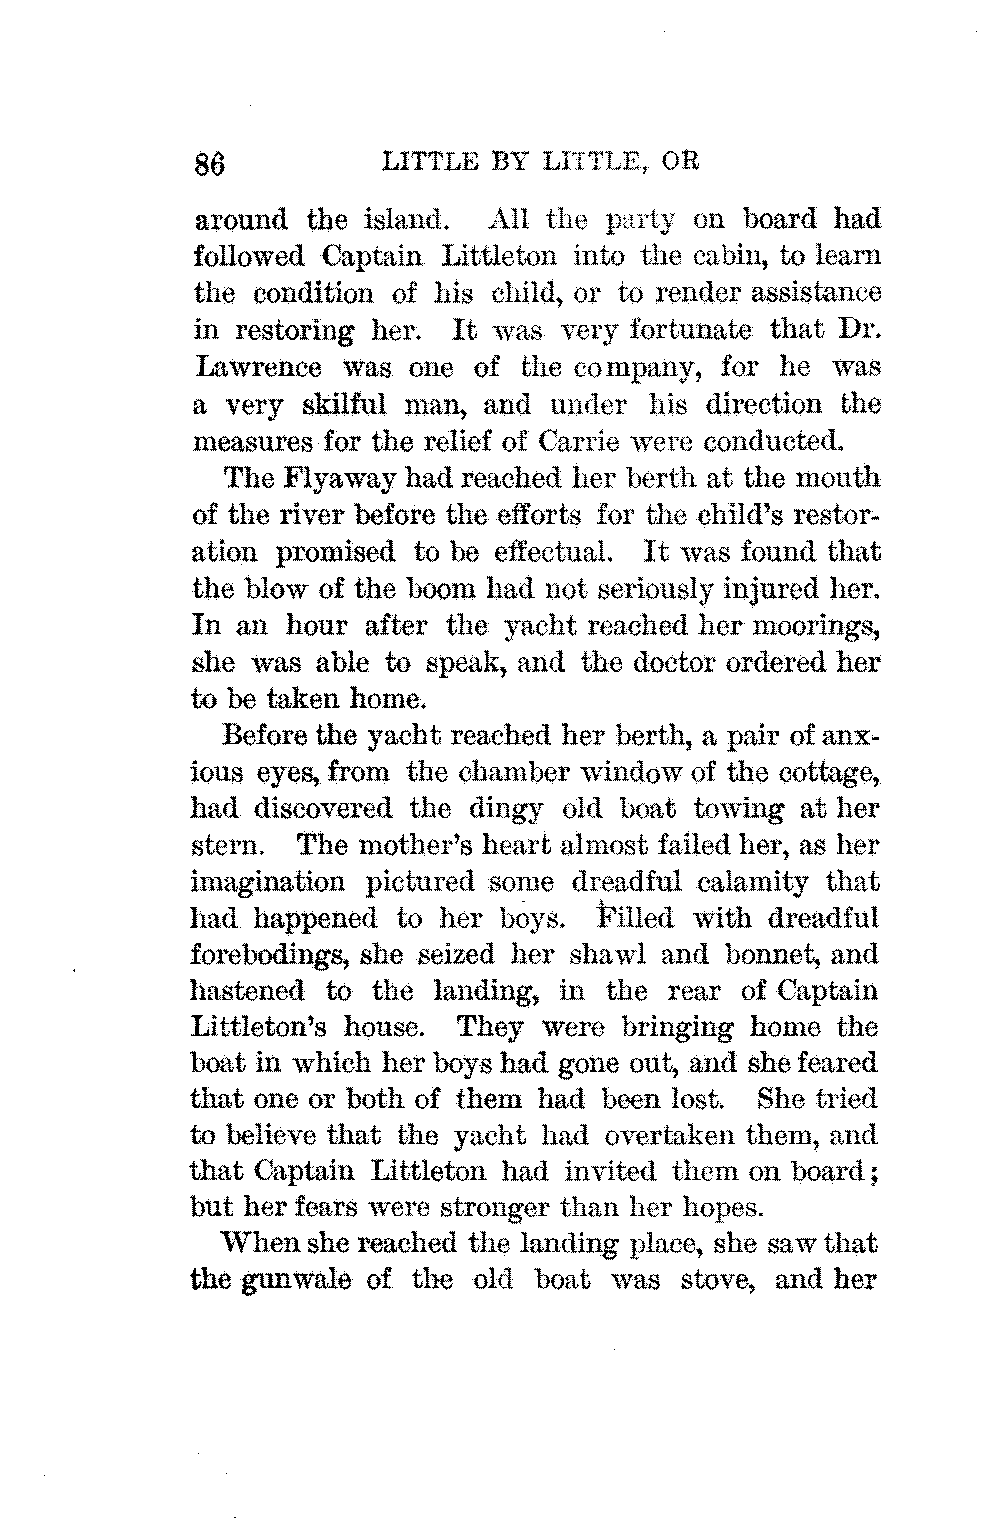 86 LITTLE BY LITTLE, OR
around the island. All the party on board had
followed Captain Littleton into the cabin, to learn
the condition of his child, or to render assistance
in restoring her. It was very fortunate that Dr.
Lawrence was one of the company, for he was
a very skilful man, and under his direction the
measures for the relief of Carrie were conducted.
The Flyaway had reached her berth at the mouth
of the river before the efforts for the child's restor-
ation promised to be effectual. It was found that
the blow of the boom had not seriously injured her.
In an hour after the yacht reached her moorings,
she was able to speak, and the doctor ordered her
to be taken home.
Before the yacht reached her berth, a pair of anx-
ious eyes, from the chamber window of the cottage,
had discovered the dingy old boat towing at her
stern. The mother's heart almost failed her, as her
imagination pictured some dreadful calamity that
had happened to her boys. Filled with dreadful
forebodings, she seized her shawl and bonnet, and
hastened to the landing, in the rear of Captain
Littleton's house. They were bringing home the
boat in which her boys had gone out, and she feared
that one or both of them had been lost. She tried
to believe that the yacht had overtaken them, and
that Captain Littleton had invited them on board;
but her fears were stronger than her hopes.
When she reached the landing place, she saw that
the gunwale of the old boat was stove, and her